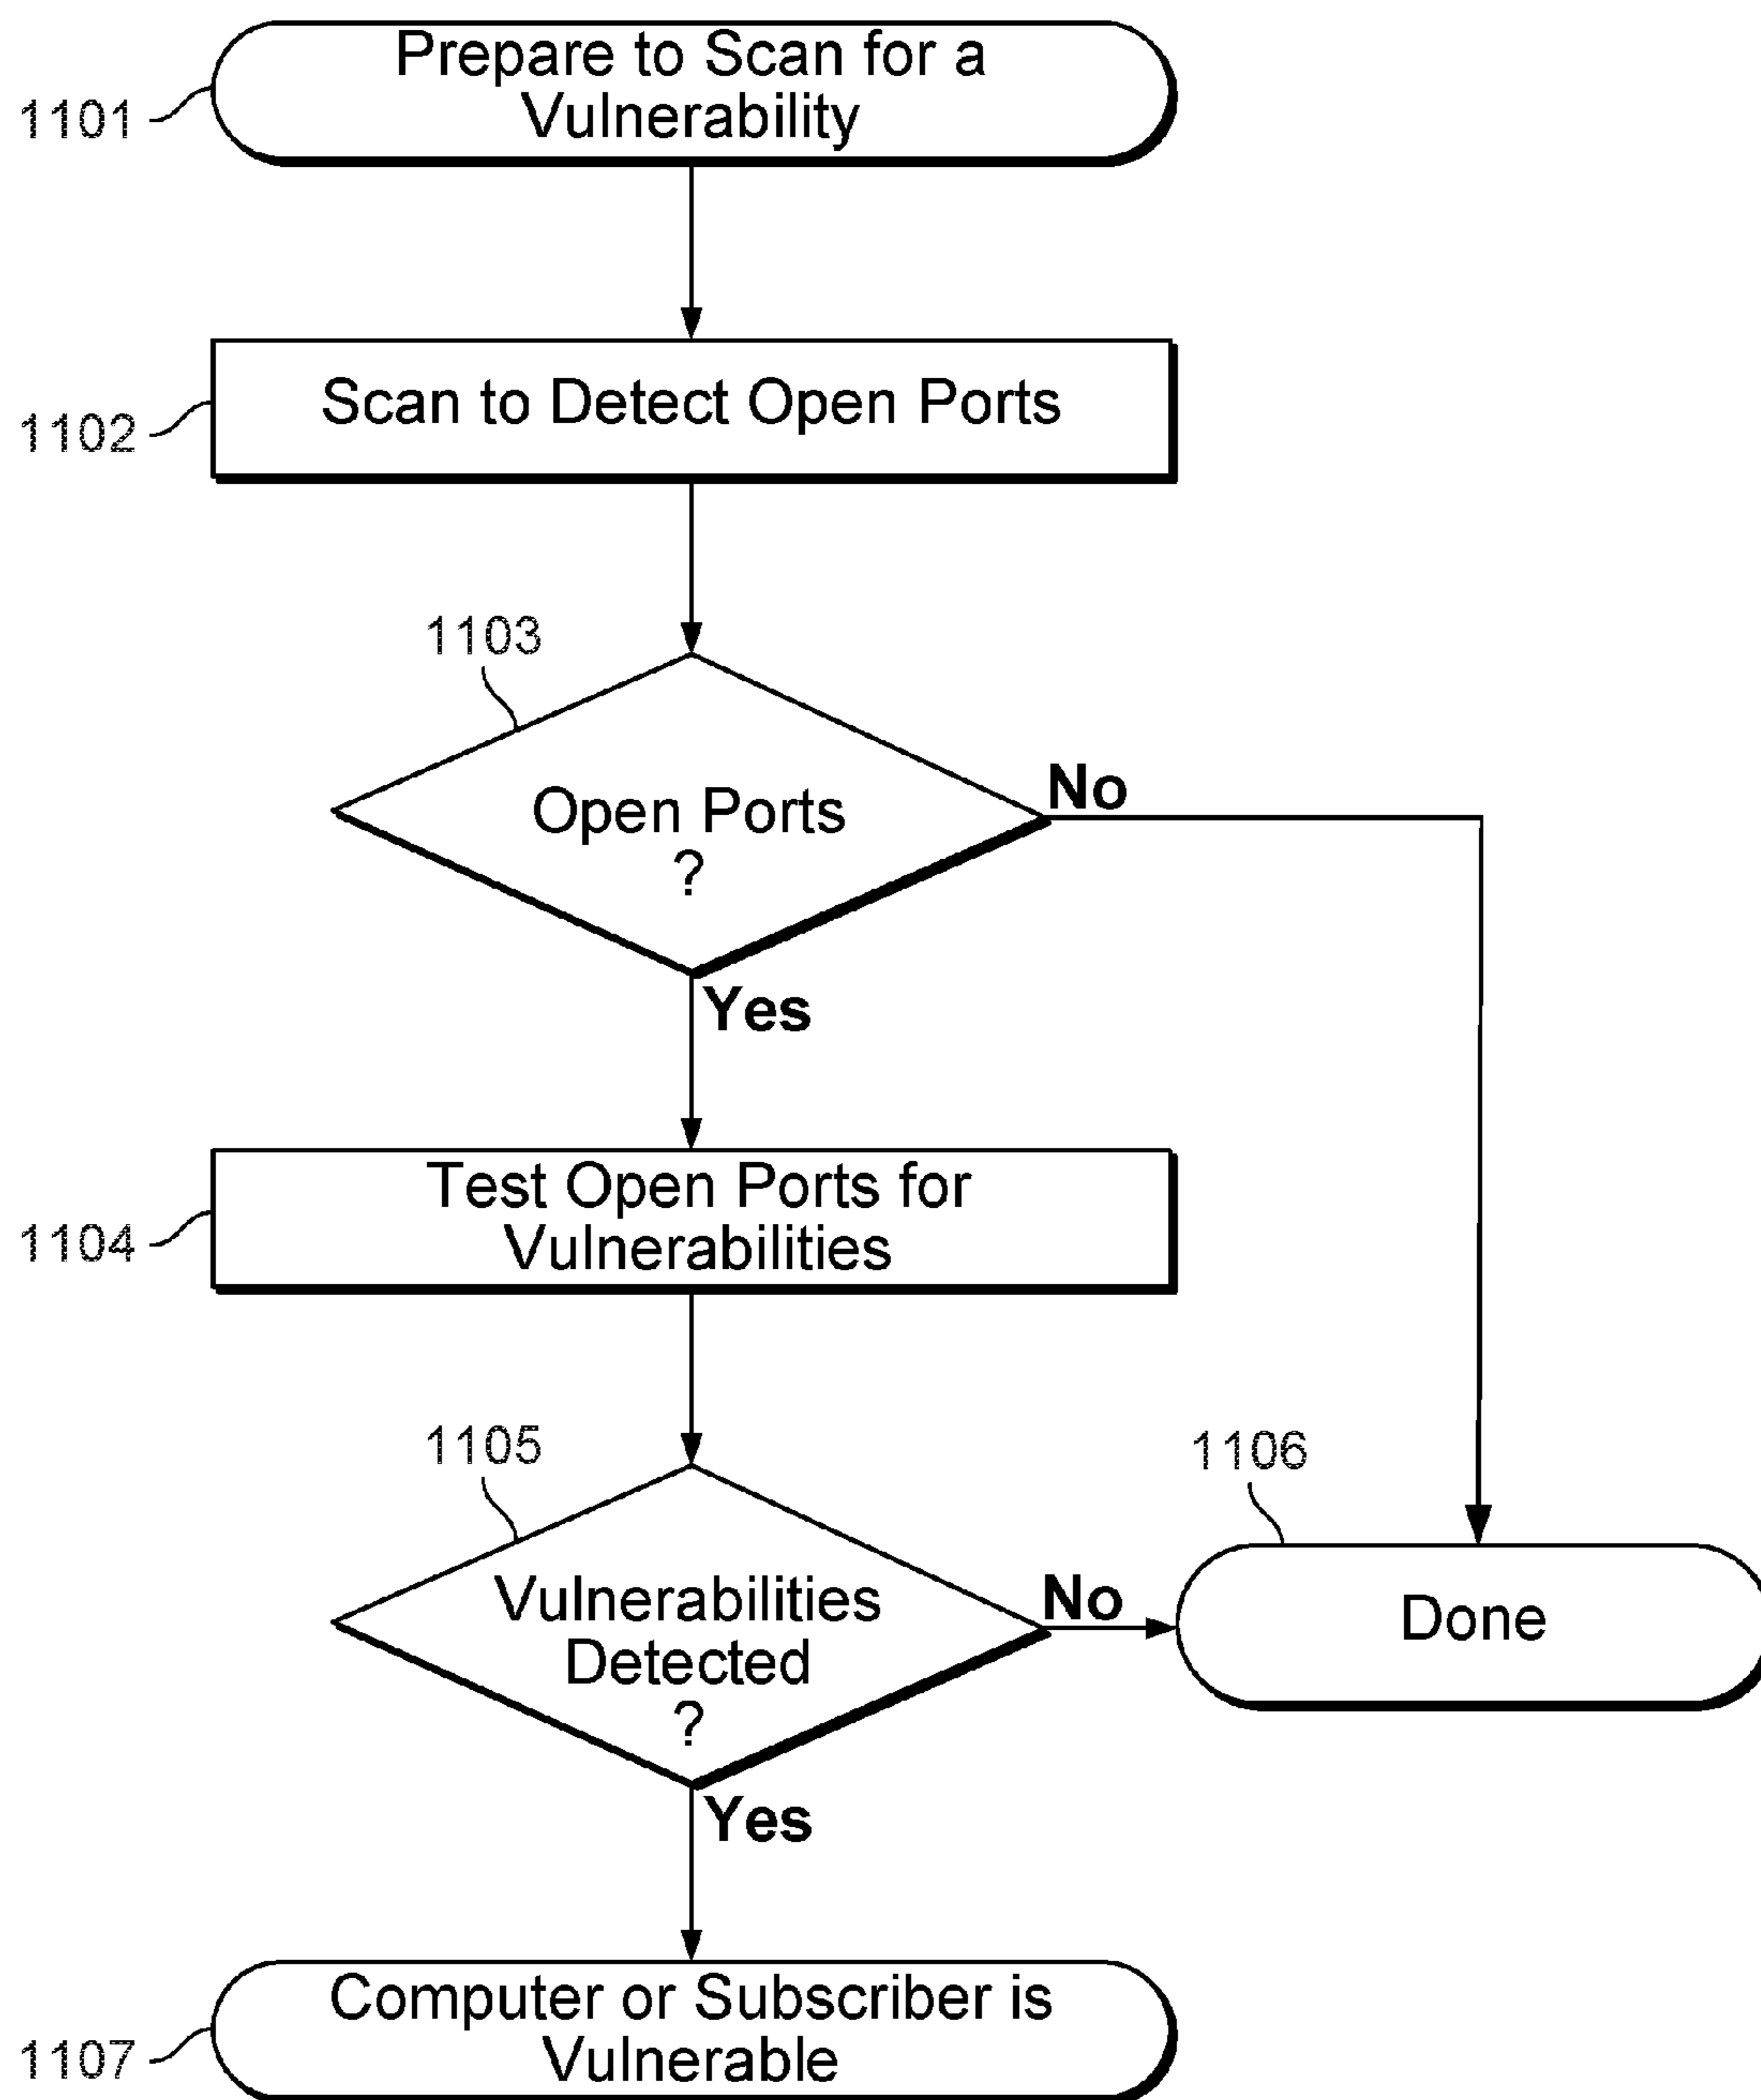 Prepare to Scan for a
Vulnerability
1101
Scan to Detect Open Ports
1102
1103
Open Ports
?
No
Yes
Test Open Ports for
Vulnerabilities
1104
1105
Vulnerabilities
Detected
?
No
1106
Done
Yes
Computer or Subscriber is
Vulnerable
1107